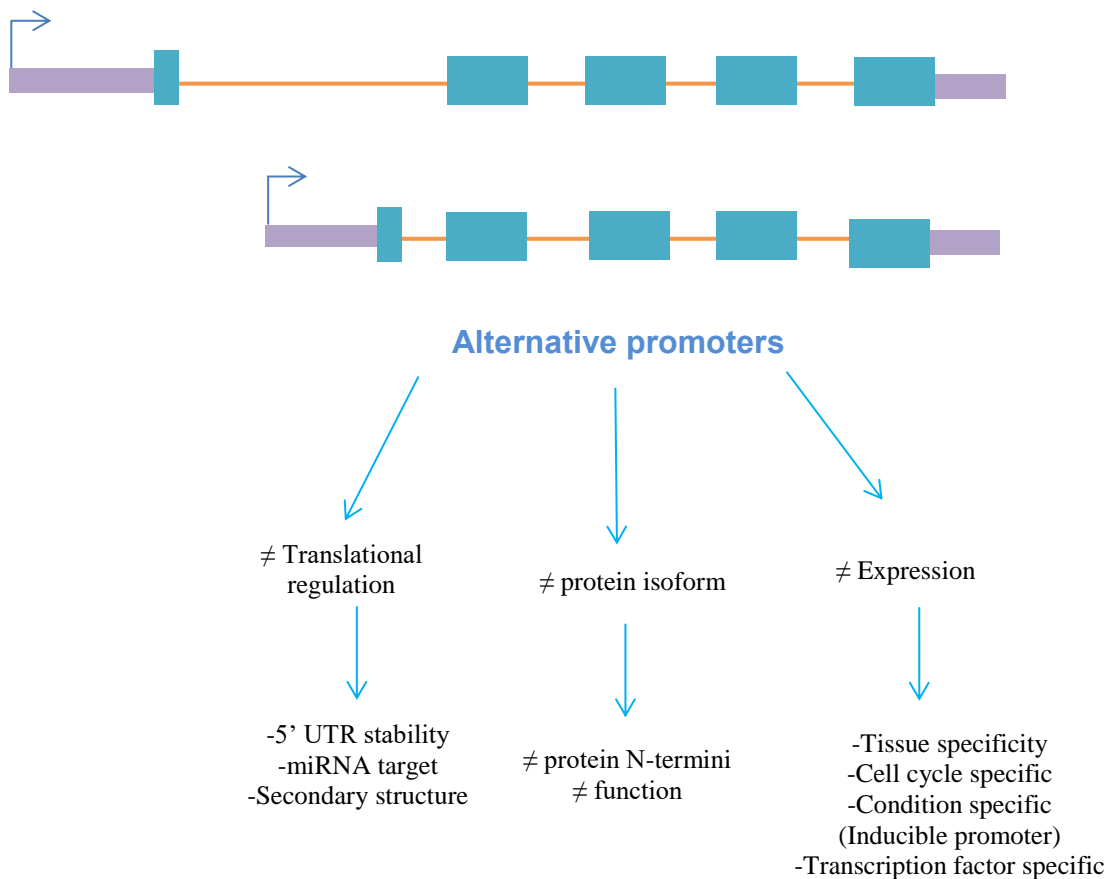 Alternative promoters
≠ Translational
regulation
≠ protein isoform
≠ Expression
-5’ UTR stability
-miRNA target
-Secondary structure
≠ protein N-termini
≠ function
-Tissue specificity
-Cell cycle specific
-Condition specific
(Inducible promoter)
-Transcription factor specific